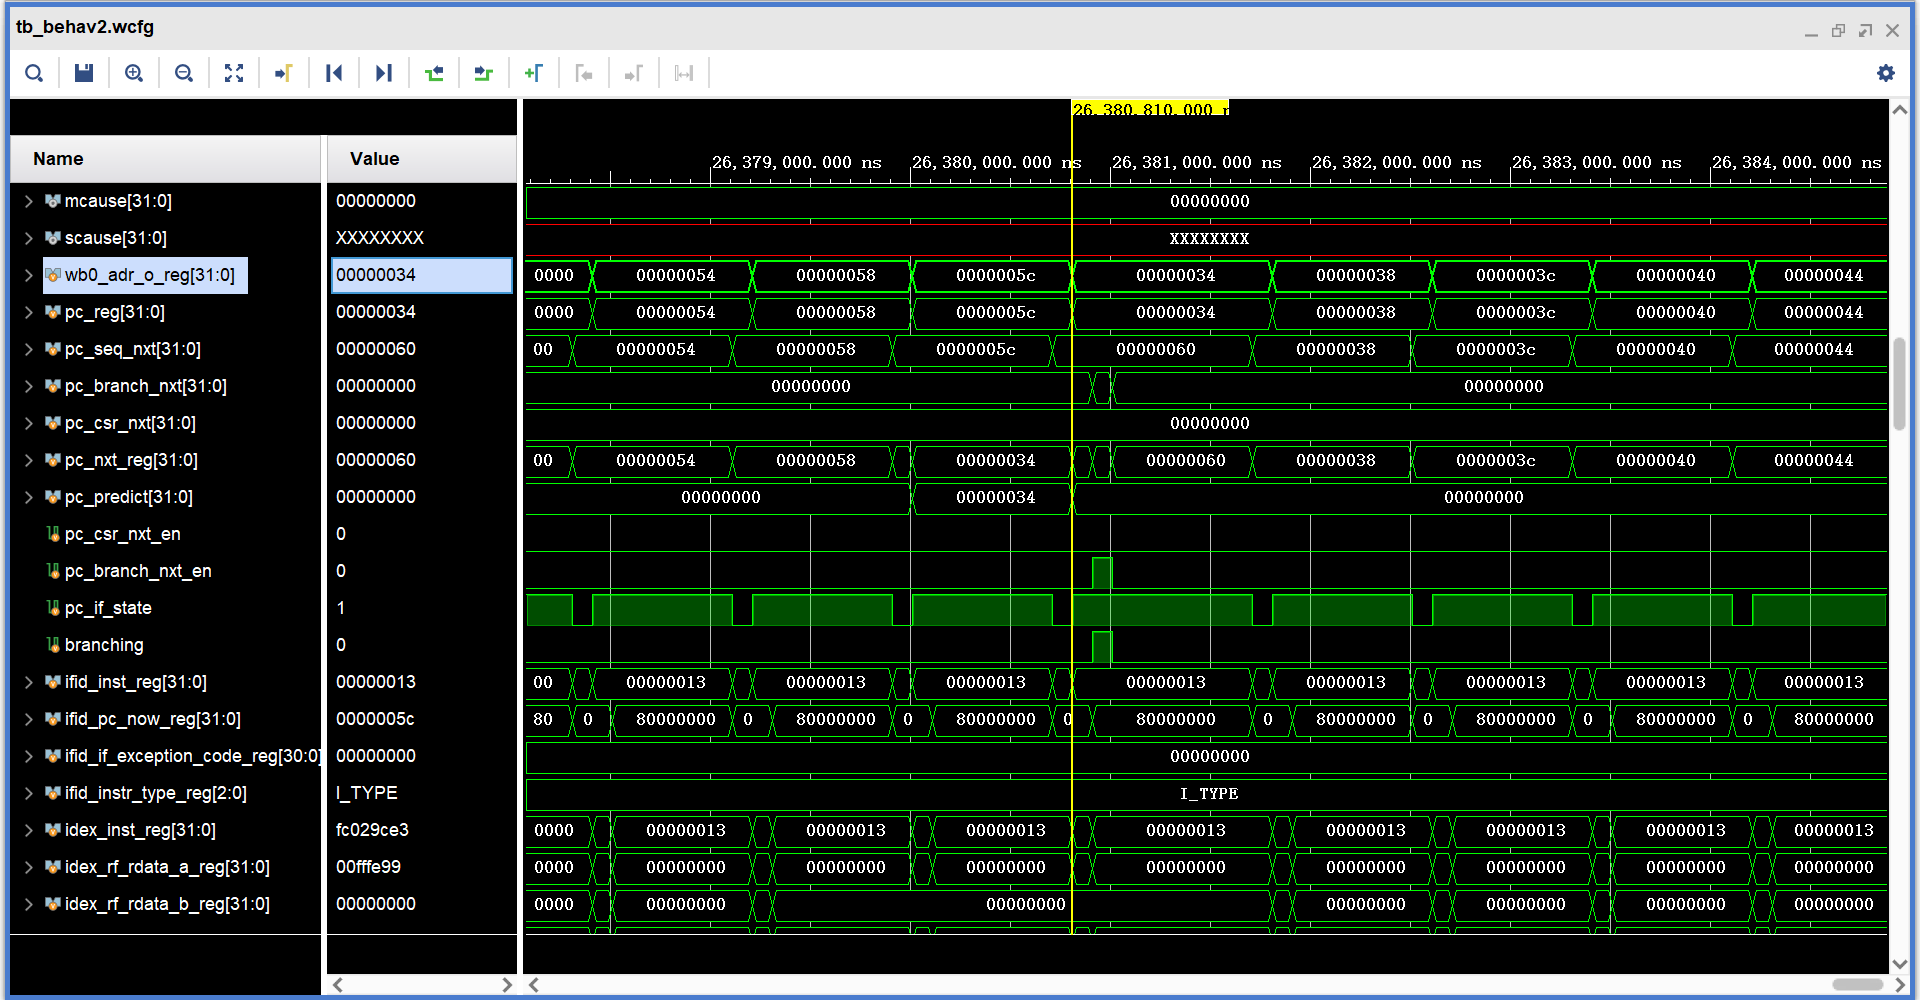 tb_behav2.wcfg
26,380,810.000 n
Name Value
26,379,000.000 ns 26,380,000.000 ns 26,381,000.000 ns 26,382,000.000 ns 26,383,000.000 ns 26,384,000.000 ns
mcause[31:0] 00000000 00000000
scause[31:0] XXXXXXXX XXXXXXXX
wb0_adr_o_reg[31:0] 00000034 0000 00000054 00000058 0000005c 00000034 00000038 0000003c 00000040 00000044
pc_reg[31:0] 00000034 0000 00000054 00000058 0000005c 00000034 00000038 0000003c 00000040 00000044
pc_seq_nxt[31:0] 00000060 00 00000054 00000058 0000005c 00000060 00000038 0000003c 00000040 00000044
pc_branch_nxt[31:0] 00000000 00000000 00000000
pc_csr_nxt[31:0] 00000000 00000000
pc_nxt_reg[31:0] 00000060 00 00000054 00000058 00000034 00000060 00000038 0000003c 00000040 00000044
pc_predict[31:0] 00000000 00000000 00000034 00000000
pc_csr_nxt_en 0
pc_branch_nxt_en 0
pc_if_state 1
branching 0
ifid_inst_reg[31:0] 00000013 00 00000013 00000013 00000013 00000013 00000013 00000013 00000013 00000013
ifid_pc_now_reg[31:0] 0000005c 80 0 80000000 0 80000000 0 80000000 0 80000000 0 80000000 0 80000000 0 80000000 0 80000000
ifid_if_exception_code_reg[30:0] 00000000 00000000
ifid_instr_type_reg[2:0] I_TYPE I_TYPE
idex_inst_reg[31:0] fc029ce3 0000 00000013 00000013 00000013 00000013 00000013 00000013 00000013 00000013
idex_rf_rdata_a_reg[31:0] 00fffe99 0000 00000000 00000000 00000000 00000000 00000000 00000000 00000000 00000000
idex_rf_rdata_b_reg[31:0] 00000000 0000 00000000 00000000 00000000 00000000 00000000 00000000